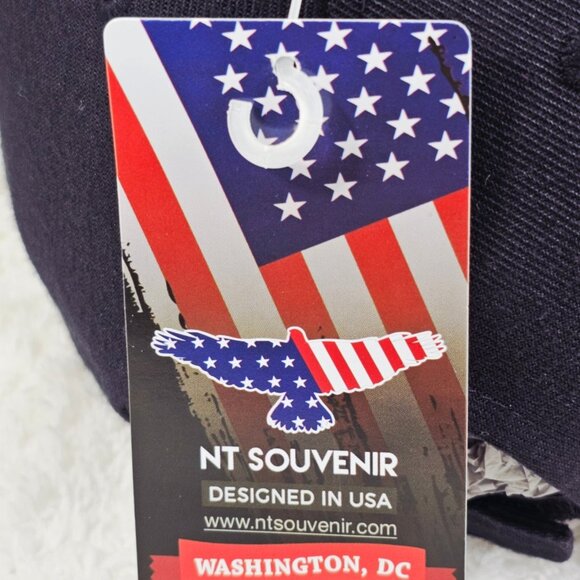 NT SOUVENIR
DESIGNED IN USA
www.ntsouvenir.com
WASHINGTON, DC